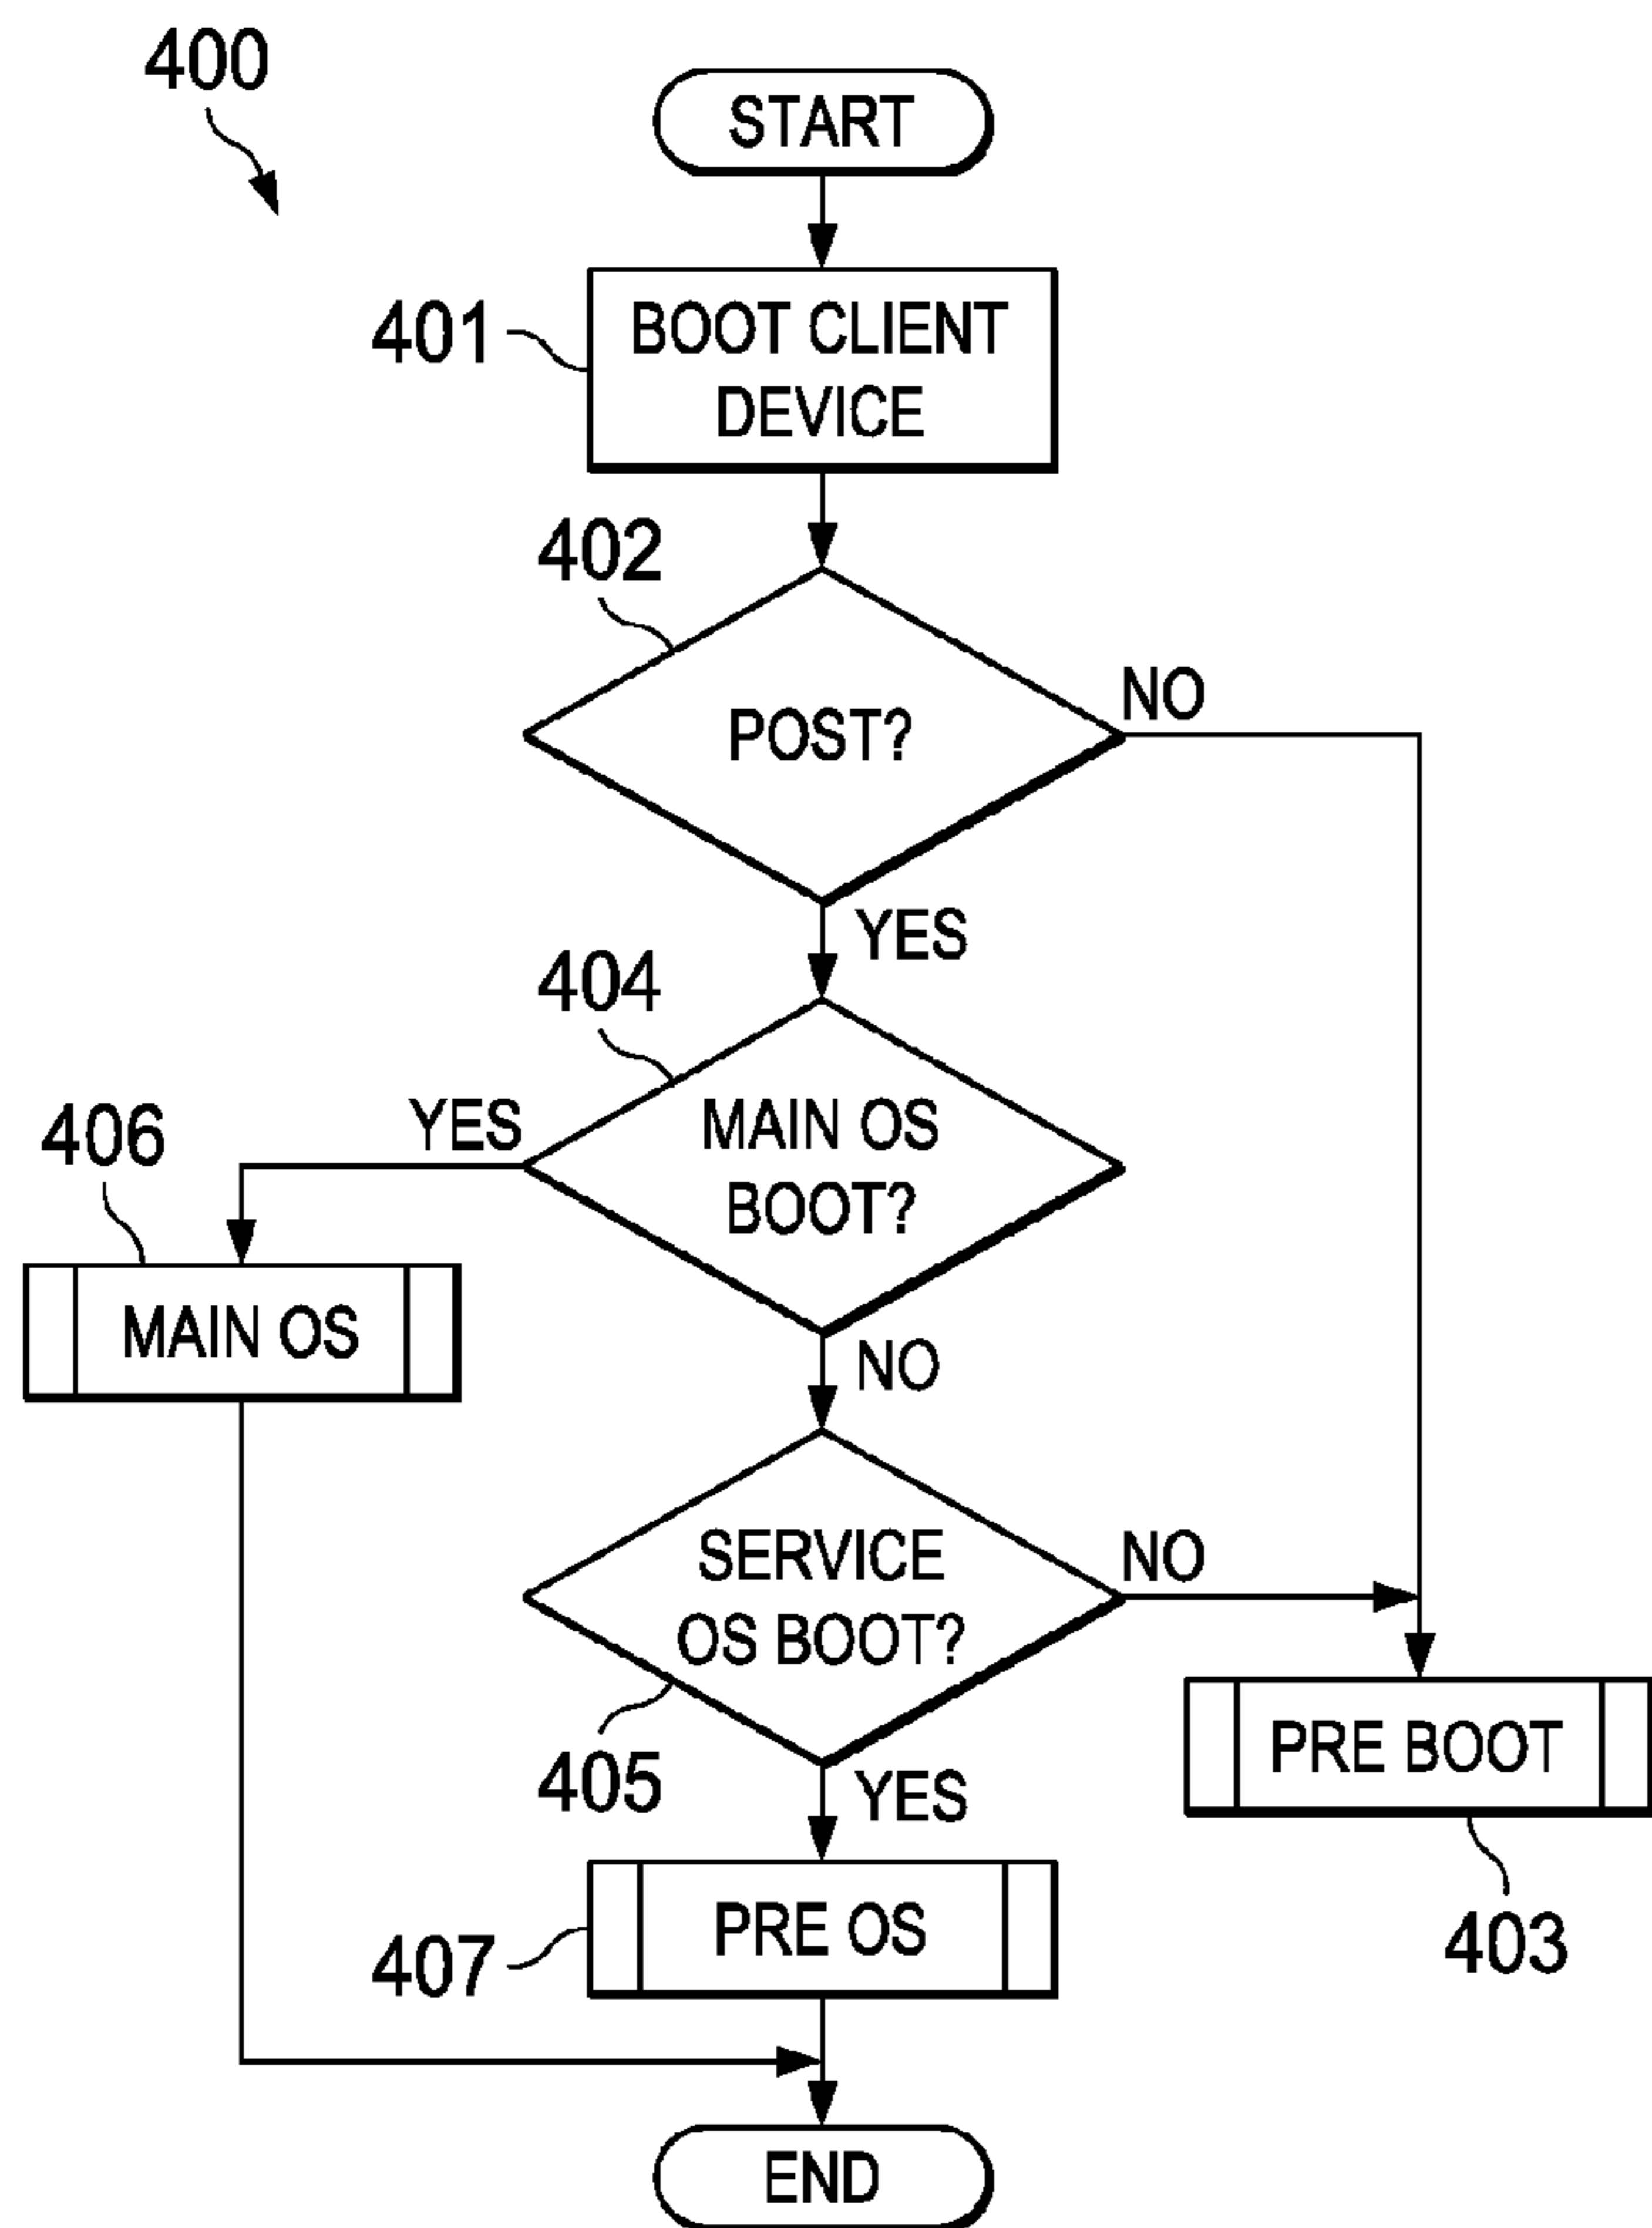 400
START
401
BOOT CLIENT
DEVICE
402
POST?
NO
YES
404
MAIN OS
BOOT?
YES
406
MAIN OS
NO
SERVICE
OS BOOT?
NO
405
YES
PRE BOOT
403
PRE OS
407
END